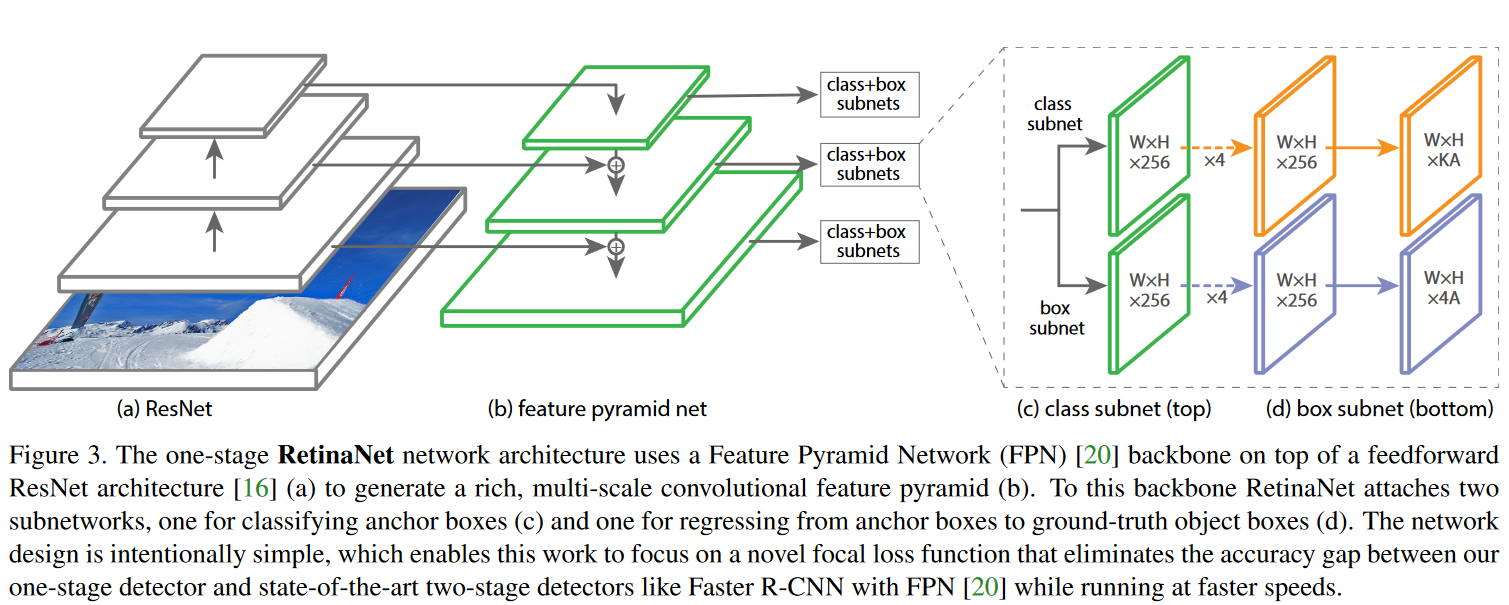 class+box
subnets
class+box
subnets
class+box
subnets
class
subnet
W×H
×256
×4
W×H
×256
W×H
×KA
box
subnet
W×H
×256
×4
W×H
×256
W×H
×4A
(a) ResNet
(b) feature pyramid net
(c) class subnet (top)
(d) box subnet (bottom)
Figure 3. The one-stage RetinaNet network architecture uses a Feature Pyramid Network (FPN) [20] backbone on top of a feedforward
ResNet architecture [16] (a) to generate a rich, multi-scale convolutional feature pyramid (b). To this backbone RetinaNet attaches two
subnetworks, one for classifying anchor boxes (c) and one for regressing from anchor boxes to ground-truth object boxes (d). The network
design is intentionally simple, which enables this work to focus on a novel focal loss function that eliminates the accuracy gap between our
one-stage detector and state-of-the-art two-stage detectors like Faster R-CNN with FPN [20] while running at faster speeds.